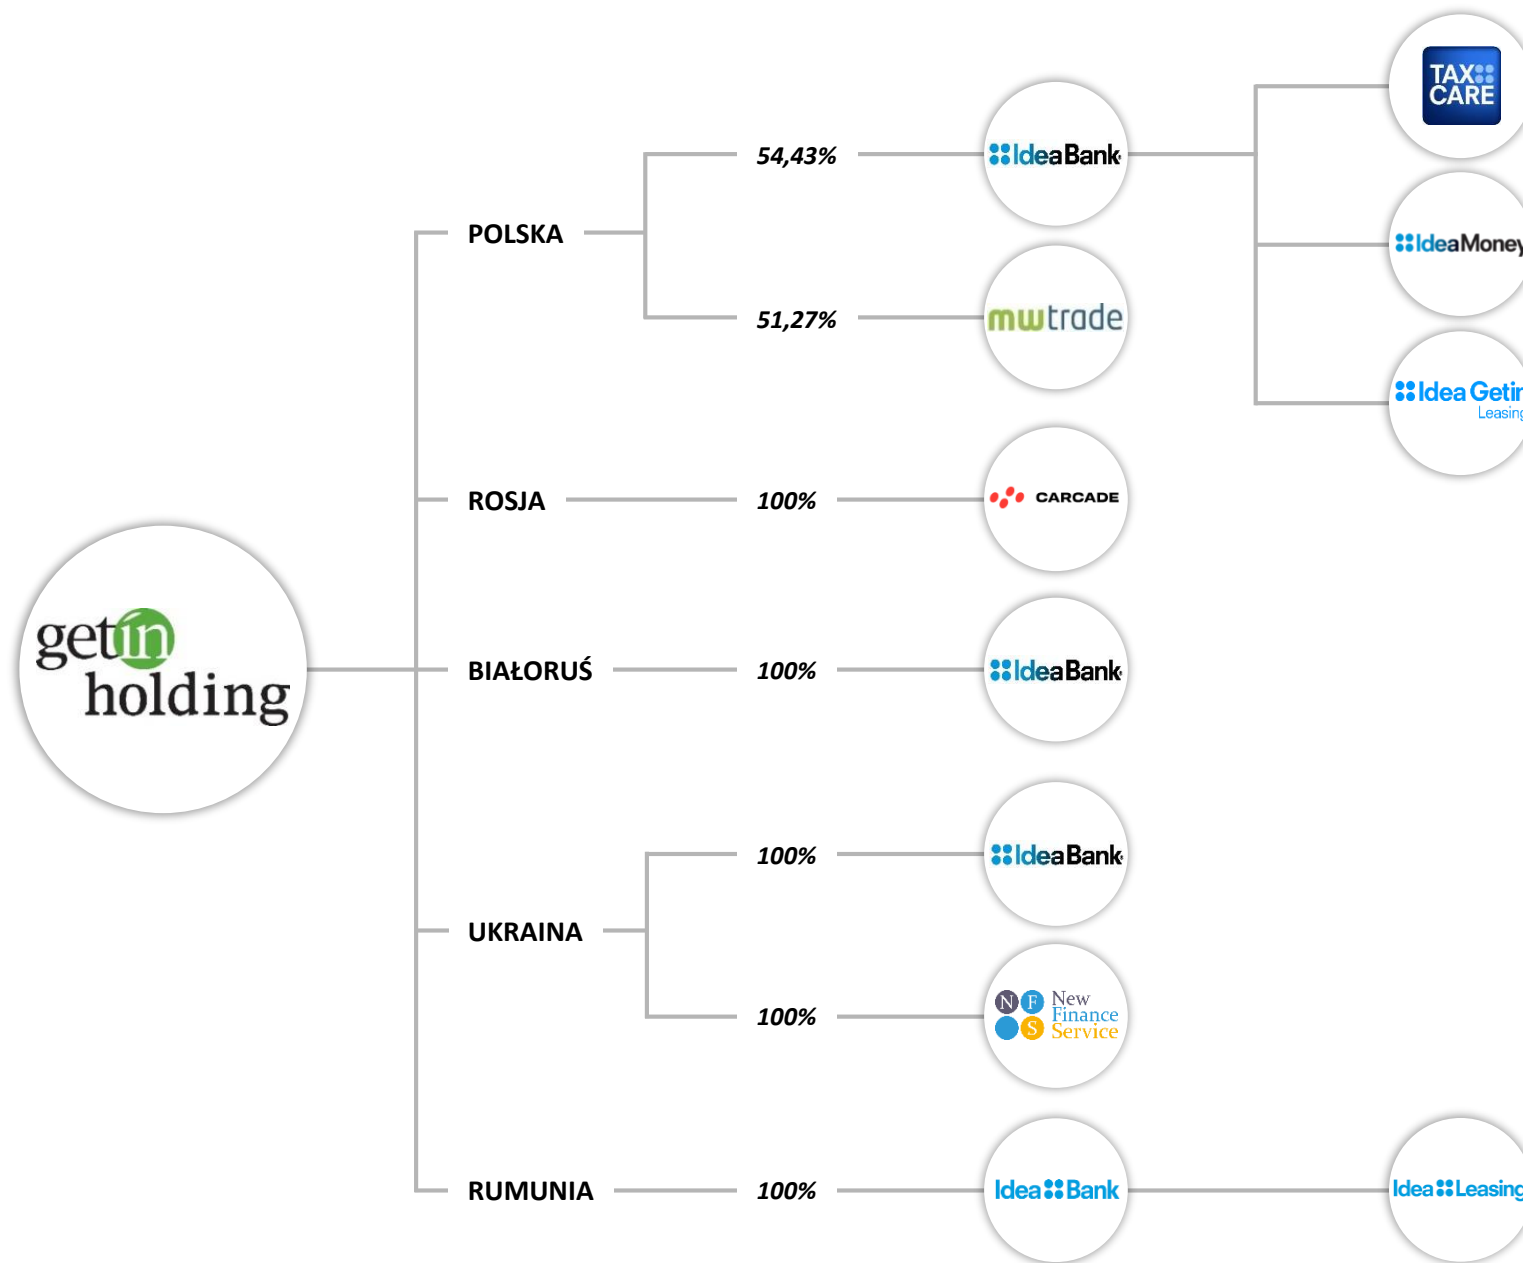 TAX
CARE
54,43%
IdeaBank
POLSKA
IdeaMoney
51,27%
mwtrade
Idea Getin
Leasing
ROSJA
100%
CARCADE
getin
holding
BIAŁORUŚ
100%
IdeaBank
100%
IdeaBank
UKRAINA
100%
N F S
New
Finance
Service
RUMUNIA
100%
Idea Bank
Idea Leasing